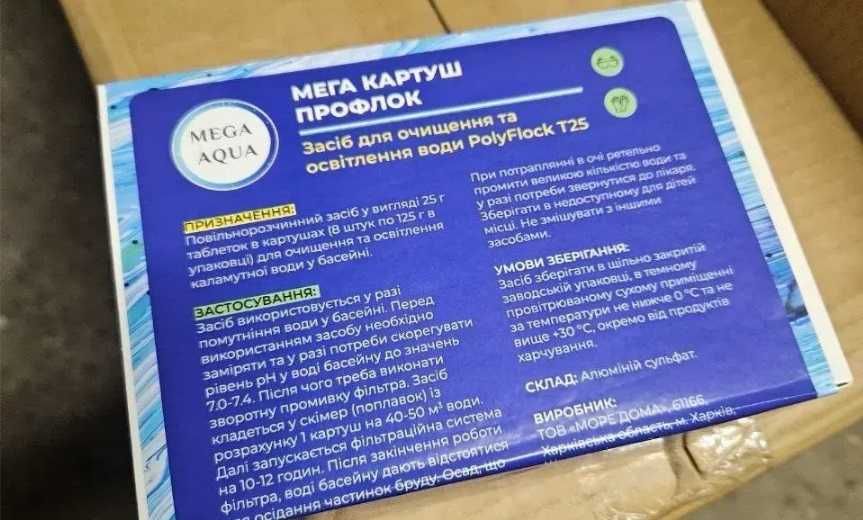 MEGA
AQUA
МЕГА КАРТУШ
ПРОФЛОК
Засіб для очищення та
освітлення води PolyFlock T25
ПРИЗНАЧЕННЯ:
Повільнорозчинний засіб у вигляді 25 г
таблеток в картушах (8 штук по 125 г в
упаковці) для очищення та освітлення
каламутної води у басейні.
ЗАСТОСУВАННЯ:
Засіб використовується у разі
помутніння води у басейні. Перед
використанням засобу необхідно
заміряти та у разі потреби скорегувати
рівень pH у воді басейну до значень
7.0-7.4. Після чого треба виконати
зворотну промивку фільтра. Засіб
кладеться у скімер (поплавок) із
розрахунку 1 картуш на 40-50 м³ води.
Далі запускається фільтраційна система
на 10-12 годин. Після закінчення роботи
фільтра, воді басейну дають відстоятися
осідання частинок бруду. Осад, що
При потраплянні в очі ретельно
промити великою кількістю води та
у разі потреби звернутися до лікаря.
Зберігати в недоступному для дітей
місці. Не змішувати з іншими
засобами.
УМОВИ ЗБЕРІГАННЯ:
Засіб зберігати в щільно закритій
заводській упаковці, в темному
провітрюваному сухому приміщенні
за температури не нижче 0 °C та не
вище +30 °C, окремо від продуктів
харчування.
СКЛАД: Алюміній сульфат.
ВИРОБНИК:
ТОВ «МОРЕ ДОМА», 61166,
Харківська область, м. Харків,